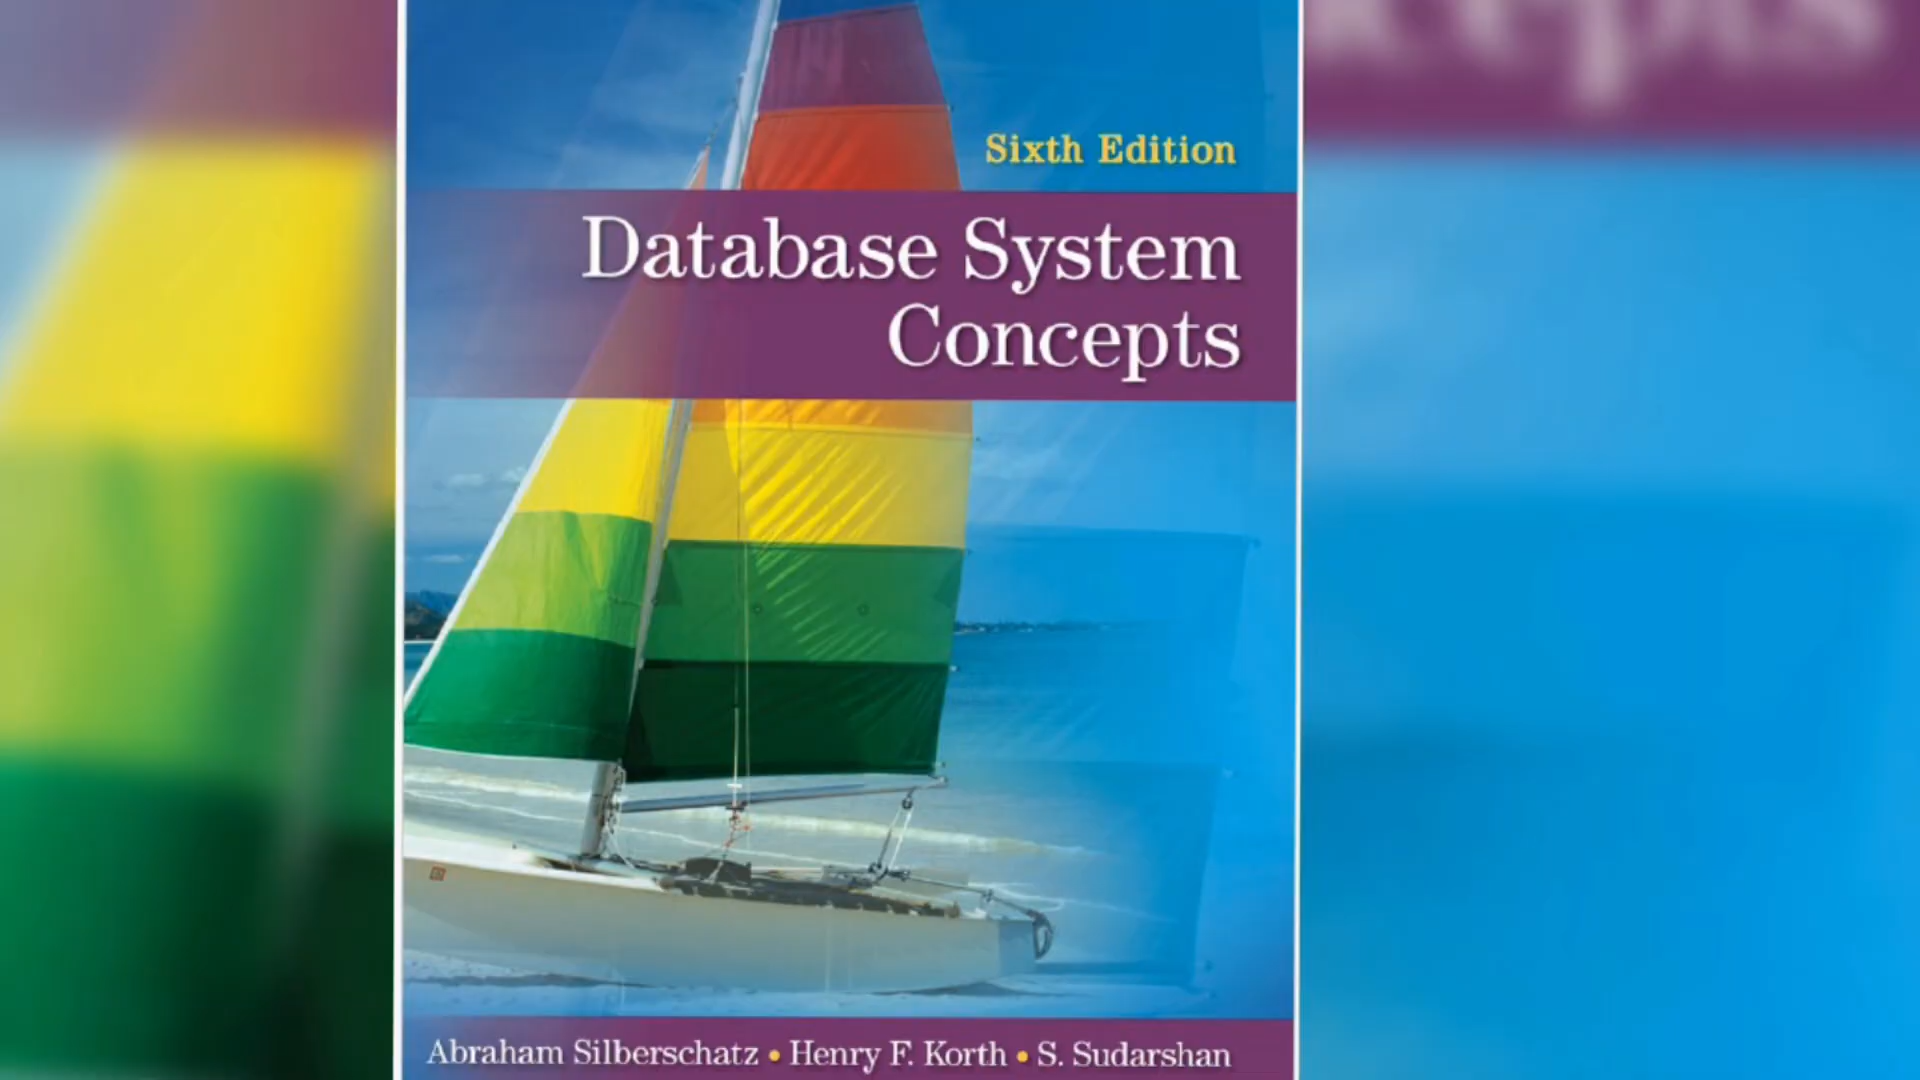 Sixth Edition
Database System
Concepts
Abraham Silberschatz • Henry F. Korth • S. Sudarshan